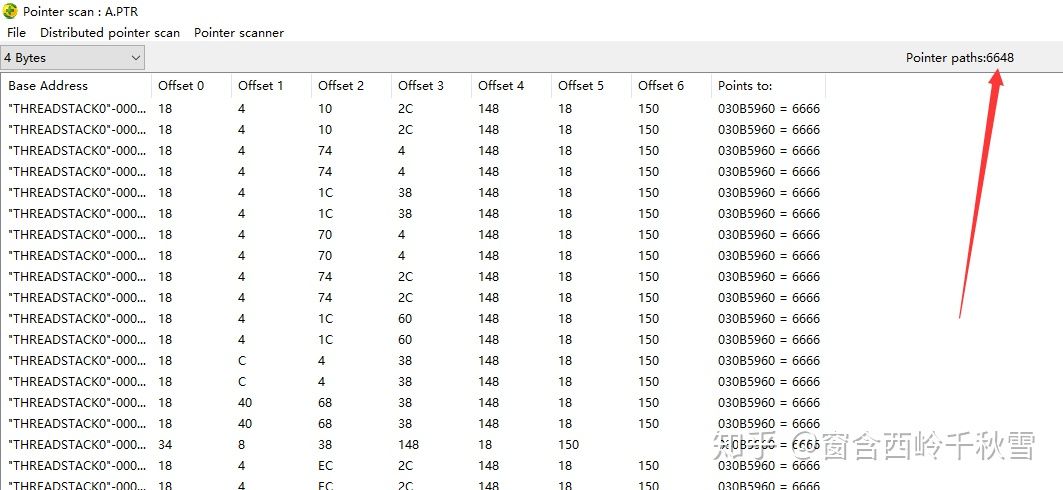 Pointer scan : A.PTR
File Distributed pointer scan Pointer scanner
4 Bytes Pointer paths:6648
Base Address Offset 0 Offset 1 Offset 2 Offset 3 Offset 4 Offset 5 Offset 6 Points to:
"THREADSTACK0"-000... 18 4 10 2C 148 18 150 030B5960 = 6666
"THREADSTACK0"-000... 18 4 10 2C 148 18 150 030B5960 = 6666
"THREADSTACK0"-000... 18 4 74 4 148 18 150 030B5960 = 6666
"THREADSTACK0"-000... 18 4 74 4 148 18 150 030B5960 = 6666
"THREADSTACK0"-000... 18 4 1C 38 148 18 150 030B5960 = 6666
"THREADSTACK0"-000... 18 4 1C 38 148 18 150 030B5960 = 6666
"THREADSTACK0"-000... 18 4 70 4 148 18 150 030B5960 = 6666
"THREADSTACK0"-000... 18 4 70 4 148 18 150 030B5960 = 6666
"THREADSTACK0"-000... 18 4 74 2C 148 18 150 030B5960 = 6666
"THREADSTACK0"-000... 18 4 74 2C 148 18 150 030B5960 = 6666
"THREADSTACK0"-000... 18 4 1C 60 148 18 150 030B5960 = 6666
"THREADSTACK0"-000... 18 4 1C 60 148 18 150 030B5960 = 6666
"THREADSTACK0"-000... 18 C 4 38 148 18 150 030B5960 = 6666
"THREADSTACK0"-000... 18 C 4 38 148 18 150 030B5960 = 6666
"THREADSTACK0"-000... 18 40 68 38 148 18 150 030B5960 = 6666
"THREADSTACK0"-000... 18 40 68 38 148 18 150 030B5960 = 6666
"THREADSTACK0"-000... 34 8 38 148 18 150 030B5960 = 6666
知乎 @窗含西岭千秋雪
"THREADSTACK0"-000... 18 4 EC 2C 148 18 150 030B5960 = 6666
"THREADSTACK0"-000... 18 4 EC 2C 148 18 150 030B5960 = 6666